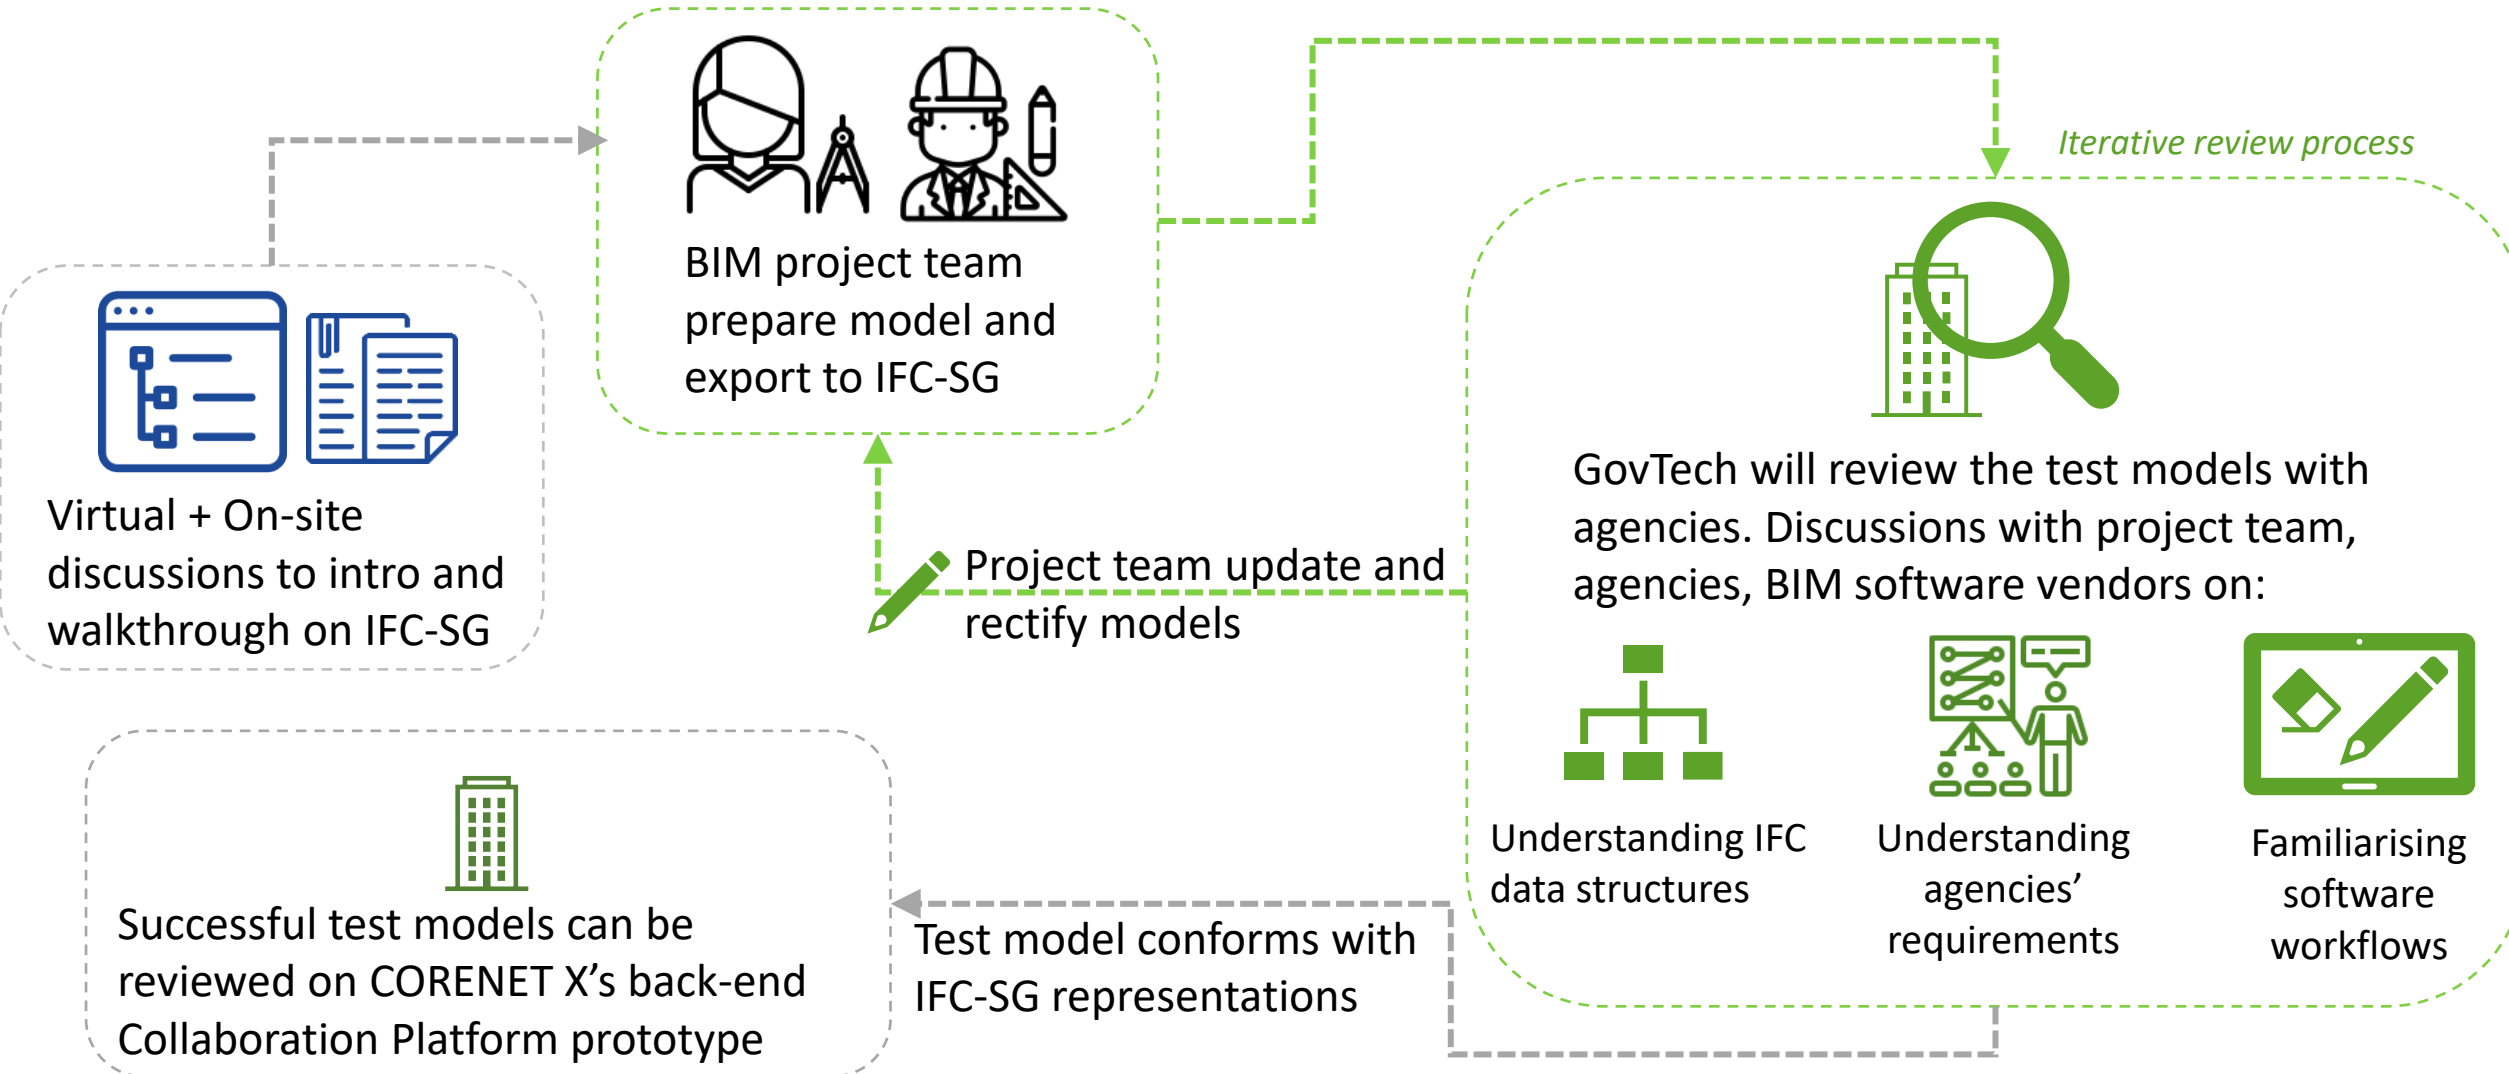 BIM project team
prepare model and
export to IFC-SG
Iterative review process
Virtual + On-site
discussions to intro and
walkthrough on IFC-SG
Project team update and
rectify models
GovTech will review the test models with
agencies. Discussions with project team,
agencies, BIM software vendors on:
Understanding IFC
data structures
Understanding
agencies’
requirements
Familiarising
software
workflows
Test model conforms with
IFC-SG representations
Successful test models can be
reviewed on CORENET X’s back-end
Collaboration Platform prototype